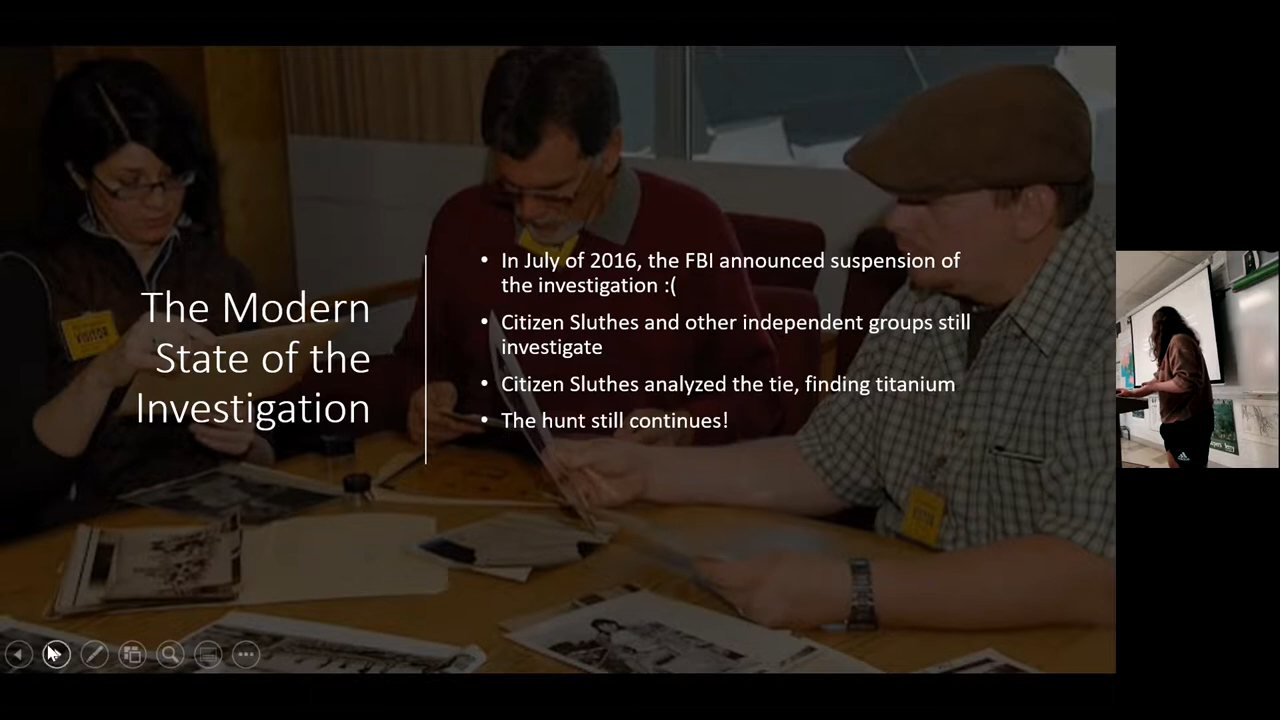 The Modern
State of the
Investigation
• In July of 2016, the FBI announced suspension of
the investigation :(
• Citizen Sluthes and other independent groups still
investigate
• Citizen Sluthes analyzed the tie, finding titanium
• The hunt still continues!
VISITOR